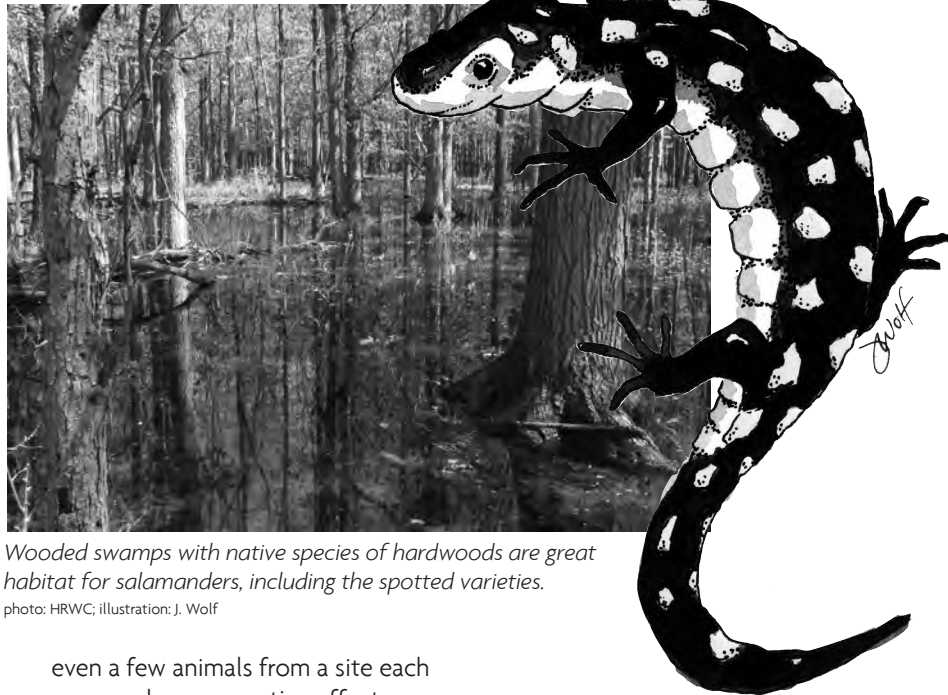 JWolf
Wooded swamps with native species of hardwoods are great
habitat for salamanders, including the spotted varieties.
photo: HRWC; illustration: J. Wolf
even a few animals from a site each